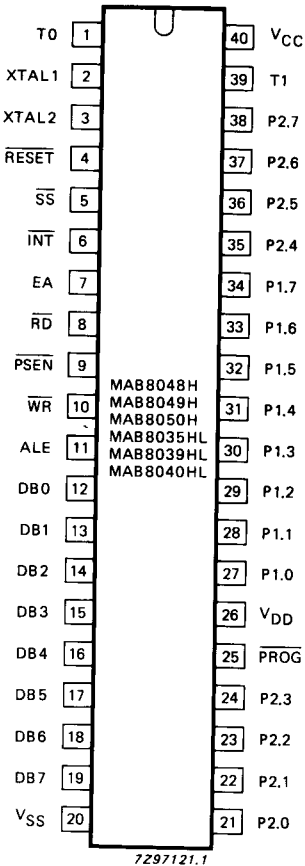 T0 1 40 VCC
XTAL1 2 39 T1
XTAL2 3 38 P2.7
RESET 4 37 P2.6
SS 5 36 P2.5
INT 6 35 P2.4
EA 7 34 P1.7
RD 8 33 P1.6
PSEN 9 32 P1.5
MAB8048H
MAB8049H
MAB8050H
MAB8035HL
MAB8039HL
MAB8040HL
WR 10 31 P1.4
ALE 11 30 P1.3
DB0 12 29 P1.2
DB1 13 28 P1.1
DB2 14 27 P1.0
DB3 15 26 VDD
DB4 16 25 PROG
DB5 17 24 P2.3
DB6 18 23 P2.2
DB7 19 22 P2.1
VSS 20 21 P2.0
7Z97121.1